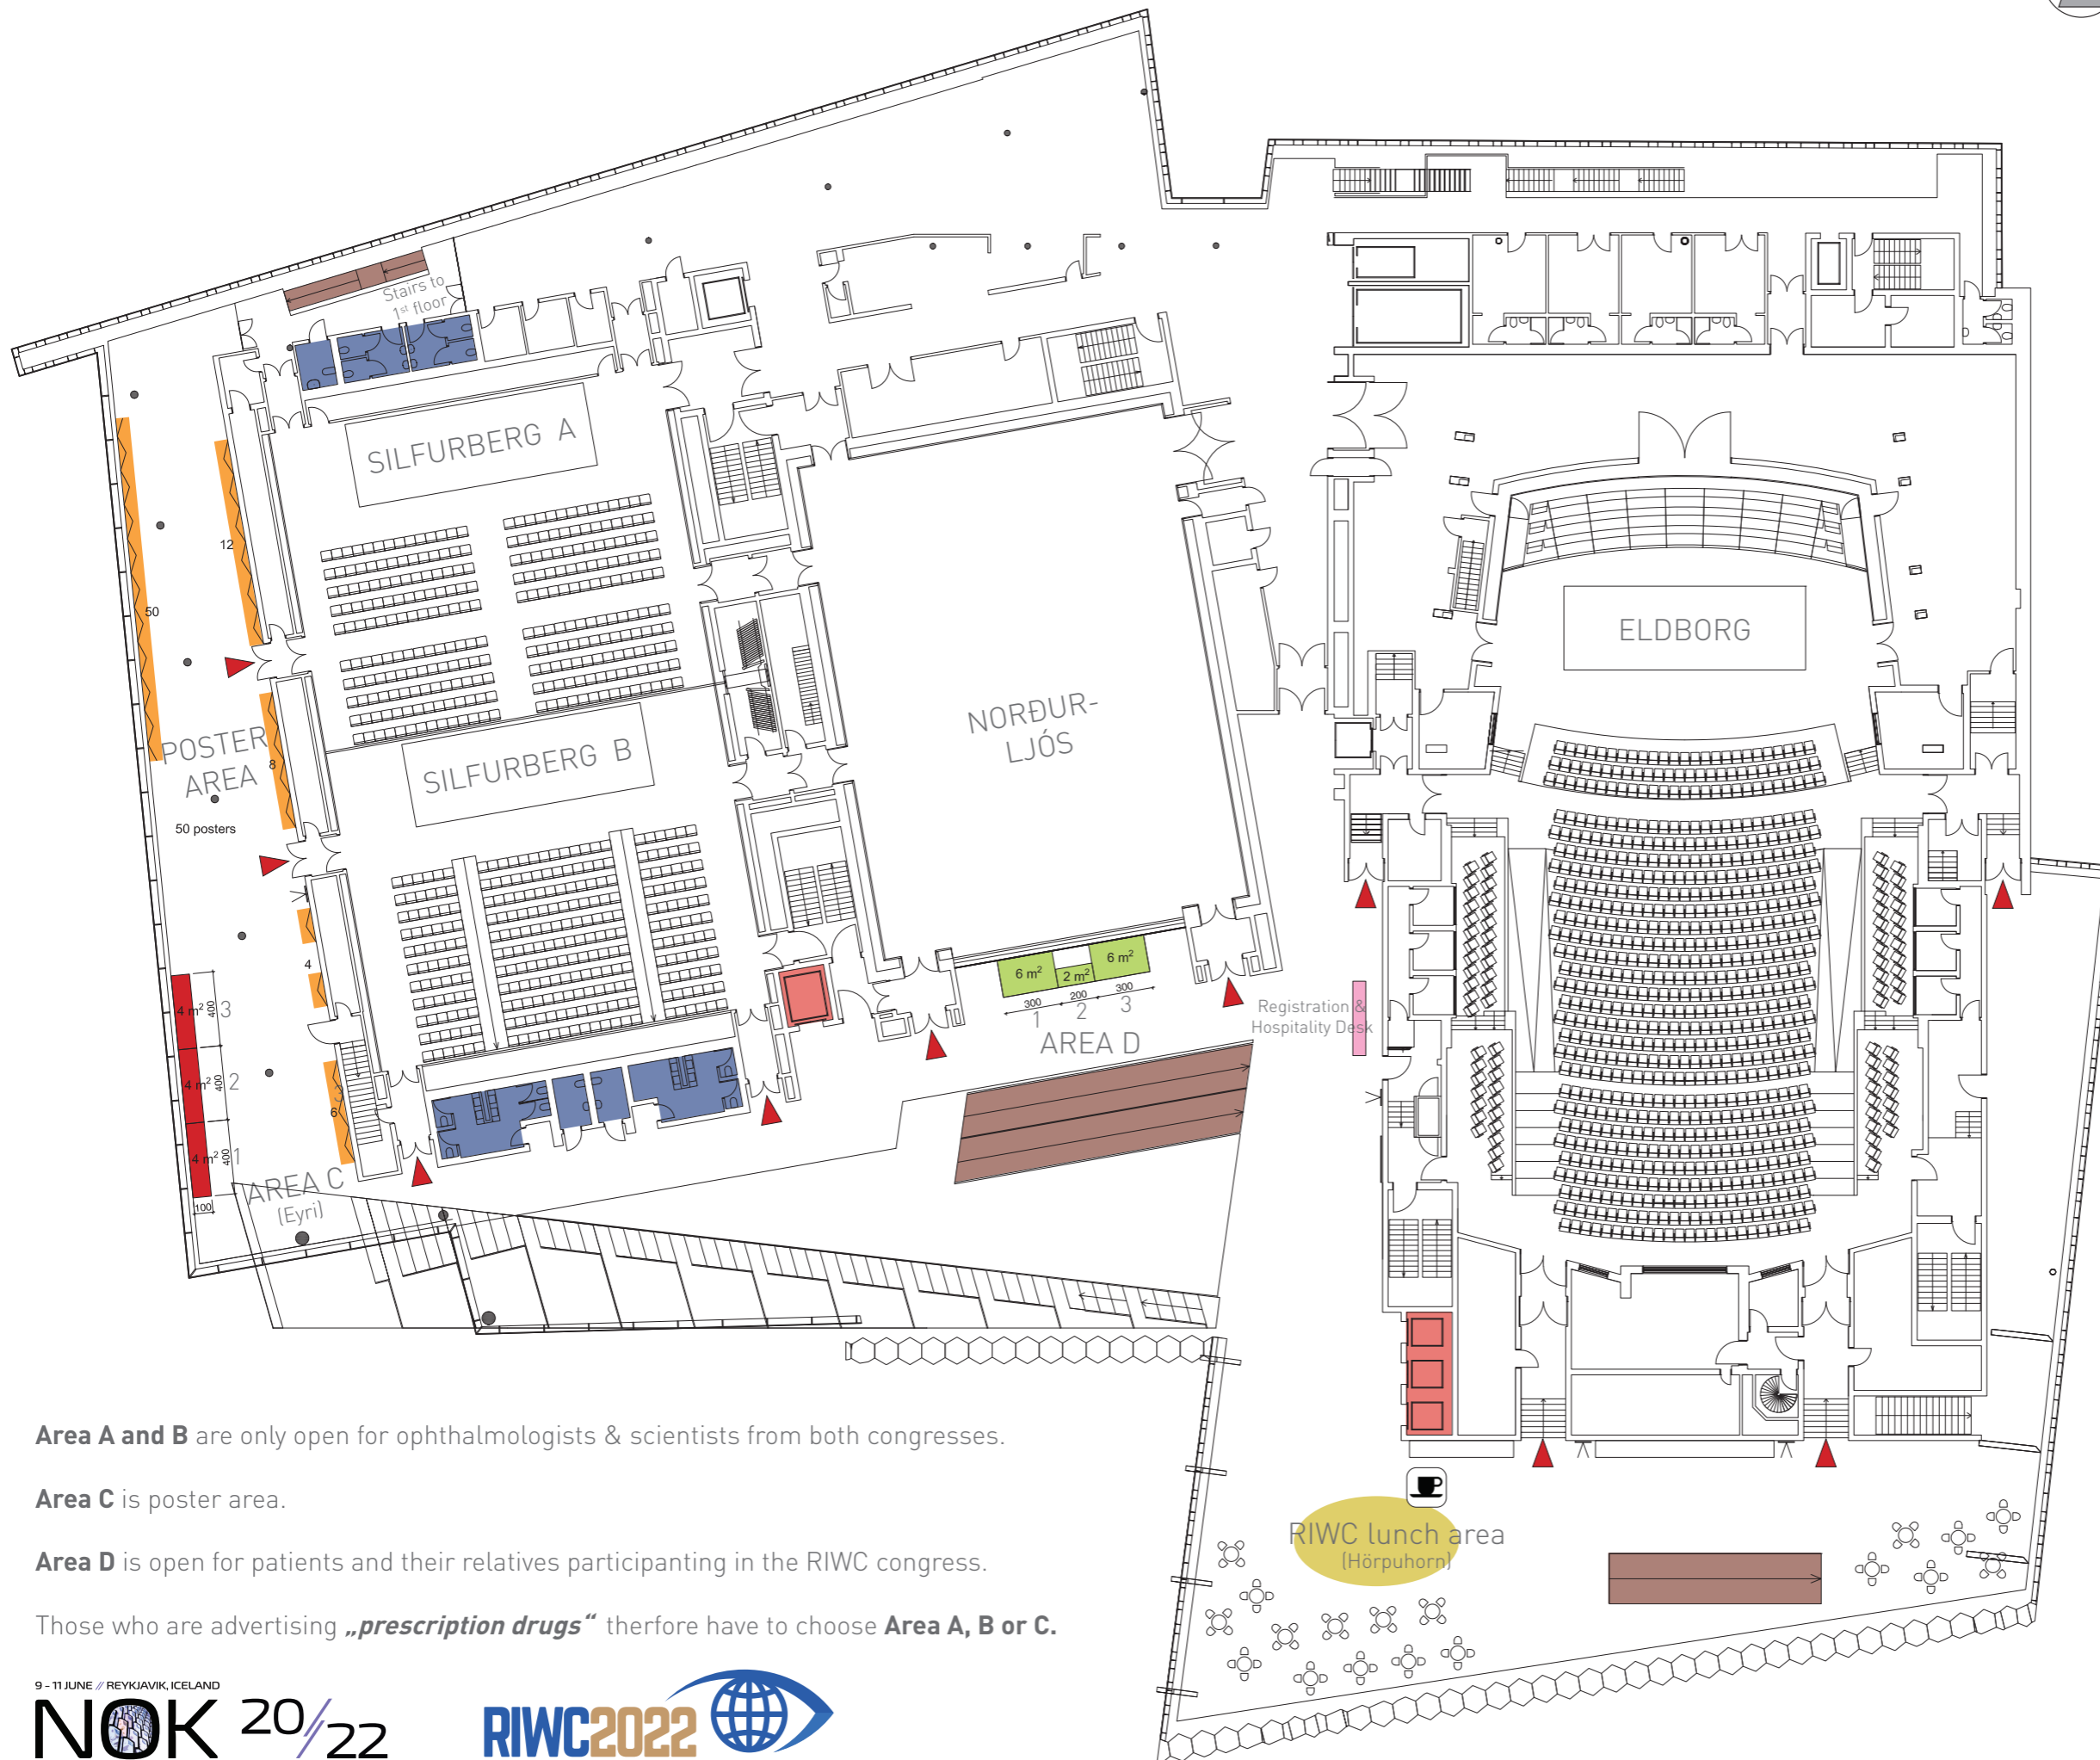 Stairs to
1st floor
SILFURBERG A
12
50
ELDBORG
NORÐUR-
LJÓS
POSTER
AREA
8
SILFURBERG B
50 posters
4
6 m²
2 m²
6 m²
300
200
300
1
2
3
AREA D
Registration &
Hospitality Desk
4 m²
400
3
4 m²
400
2
3
6
4 m²
400
1
100
AREA C
(Eyri)
Area A and B are only open for ophthalmologists & scientists from both congresses.
Area C is poster area.
Area D is open for patients and their relatives participanting in the RIWC congress.
Those who are advertising „prescription drugs“ therfore have to choose Area A, B or C.
RIWC lunch area
(Hörpuhorn)
9 - 11 JUNE // REYKJAVIK, ICELAND
NOK 20/22
RIWC2022